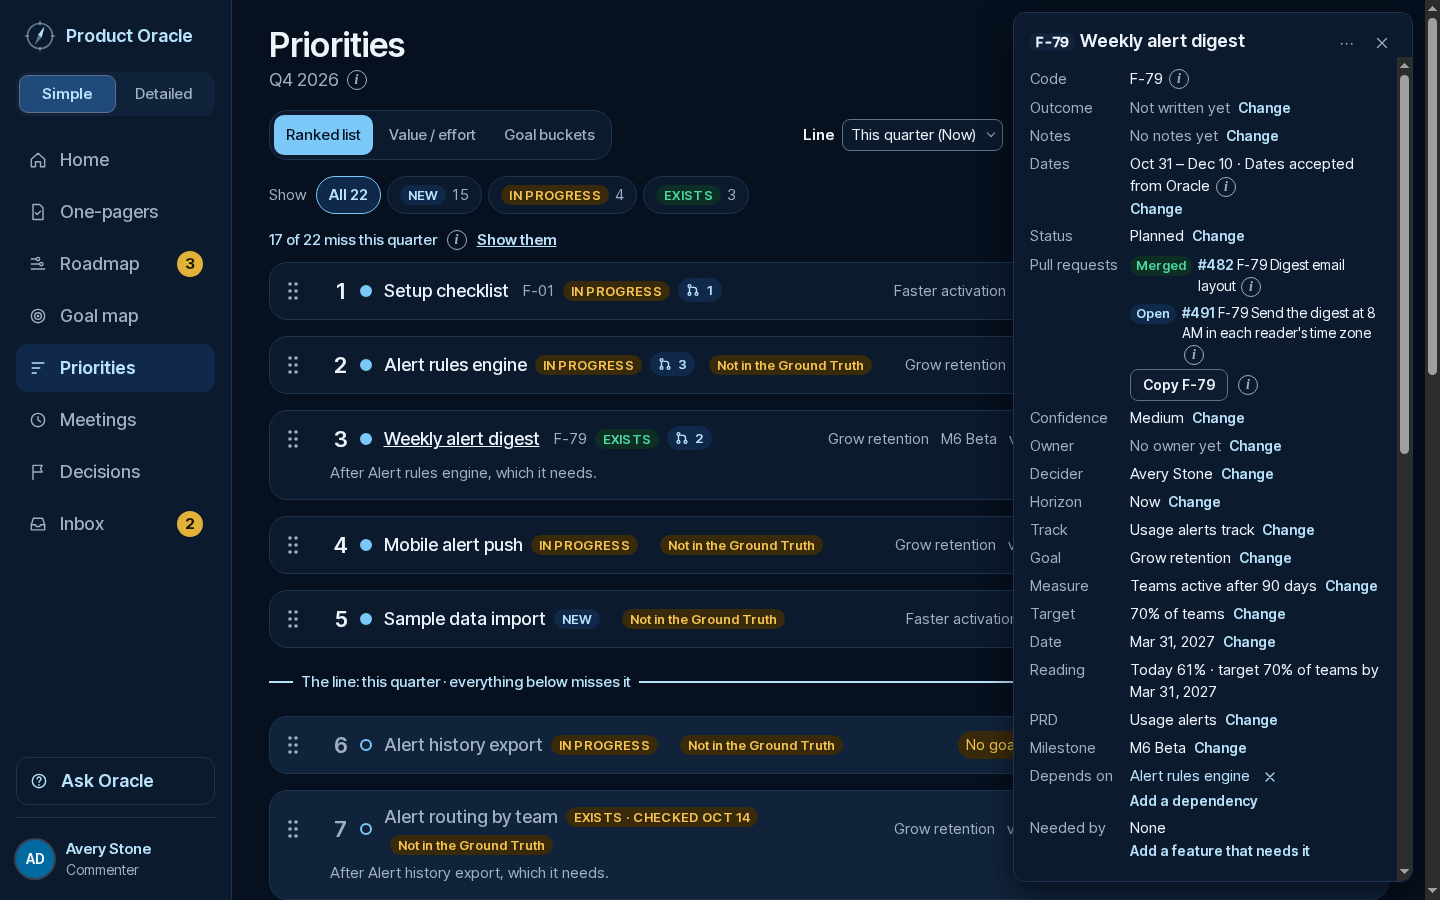 Product Oracle
Simple
Detailed
Home
One-pagers
Roadmap
3
Goal map
Priorities
Meetings
Decisions
Inbox
2
Ask Oracle
AD
Avery Stone
Commenter
Priorities
Q4 2026 i
Ranked list
Value / effort
Goal buckets
Line
This quarter (Now)
Show
All 22
NEW 15
IN PROGRESS 4
EXISTS 3
17 of 22 miss this quarter i Show them
1 Setup checklist F-01 IN PROGRESS 1 Faster activation
2 Alert rules engine IN PROGRESS 3 Not in the Ground Truth Grow retention
3 Weekly alert digest F-79 EXISTS 2 Grow retention M6 Beta
After Alert rules engine, which it needs.
4 Mobile alert push IN PROGRESS Not in the Ground Truth Grow retention
5 Sample data import NEW Not in the Ground Truth Faster activation
The line: this quarter · everything below misses it
6 Alert history export IN PROGRESS Not in the Ground Truth No goa
7 Alert routing by team EXISTS · CHECKED OCT 14 Grow retention
Not in the Ground Truth
After Alert history export, which it needs.
F-79 Weekly alert digest
Code F-79 i
Outcome Not written yet Change
Notes No notes yet Change
Dates Oct 31 – Dec 10 · Dates accepted
from Oracle i
Change
Status Planned Change
Pull requests Merged #482 F-79 Digest email
layout i
Open #491 F-79 Send the digest at 8
AM in each reader's time zone
i
Copy F-79 i
Confidence Medium Change
Owner No owner yet Change
Decider Avery Stone Change
Horizon Now Change
Track Usage alerts track Change
Goal Grow retention Change
Measure Teams active after 90 days Change
Target 70% of teams Change
Date Mar 31, 2027 Change
Reading Today 61% · target 70% of teams by
Mar 31, 2027
PRD Usage alerts Change
Milestone M6 Beta Change
Depends on Alert rules engine
Add a dependency
Needed by None
Add a feature that needs it